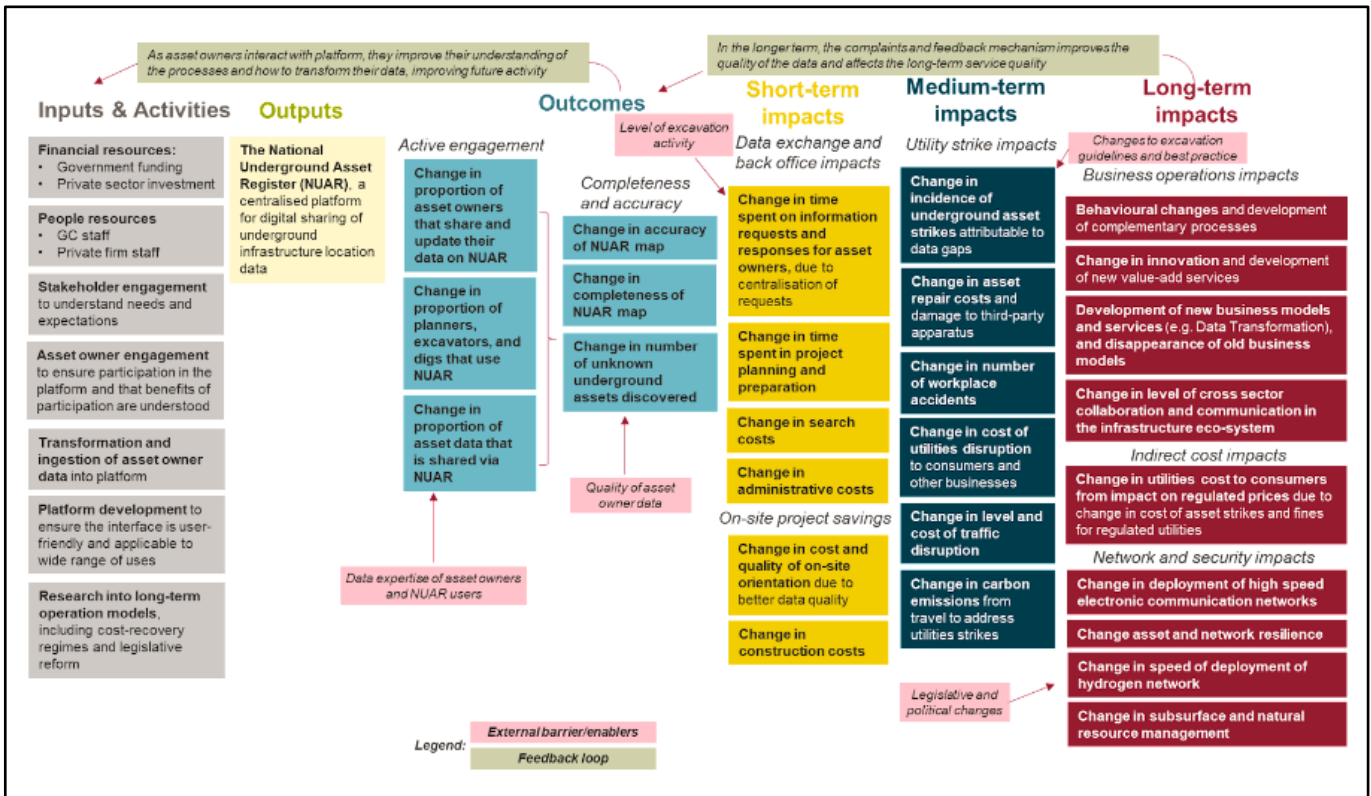 As asset owners interact with platform, they improve their understanding of
the processes and how to transform their data, improving future activity
In the longer term, the complaints and feedback mechanism improves the
quality of the data and affects the long-term service quality
Inputs & Activities
Financial resources:
• Government funding
• Private sector investment
People resources
• GC staff
• Private firm staff
Stakeholder engagement
to understand needs and
expectations
Asset owner engagement
to ensure participation in the
platform and that benefits of
participation are understood
Transformation and
ingestion of asset owner
data into platform
Platform development to
ensure the interface is user-
friendly and applicable to
wide range of uses
Research into long-term
operation models,
including cost-recovery
regimes and legislative
reform
Outputs
The National
Underground Asset
Register (NUAR), a
centralised platform
for digital sharing of
underground
infrastructure location
data
Outcomes
Active engagement
Change in
proportion of
asset owners
that share and
update their
data on NUAR
Change in
proportion of
planners,
excavators, and
digs that use
NUAR
Change in
proportion of
asset data that
is shared via
NUAR
Data expertise of asset owners
and NUAR users
Completeness
and accuracy
Change in accuracy
of NUAR map
Change in
completeness of
NUAR map
Change in number
of unknown
underground
assets discovered
Quality of asset
owner data
Level of excavation
activity
Short-term
impacts
Data exchange and
back office impacts
Change in time
spent on information
requests and
responses for asset
owners, due to
centralisation of
requests
Change in time
spent in project
planning and
preparation
Change in search
costs
Change in
administrative costs
On-site project savings
Change in cost and
quality of on-site
orientation due to
better data quality
Change in
construction costs
Medium-term
impacts
Utility strike impacts
Change in
incidence of
underground asset
strikes attributable to
data gaps
Change in asset
repair costs and
damage to third-party
apparatus
Change in number
of workplace
accidents
Change in cost of
utilities disruption
to consumers and
other businesses
Change in level and
cost of traffic
disruption
Change in carbon
emissions from
travel to address
utilities strikes
Legislative and
political changes
Long-term
impacts
Changes to excavation
guidelines and best practice
Business operations impacts
Behavioural changes and development
of complementary processes
Change in innovation and development
of new value-add services
Development of new business models
and services (e.g. Data Transformation),
and disappearance of old business
models
Change in level of cross sector
collaboration and communication in
the infrastructure eco-system
Indirect cost impacts
Change in utilities cost to consumers
from impact on regulated prices due to
change in cost of asset strikes and fines
for regulated utilities
Network and security impacts
Change in deployment of high speed
electronic communication networks
Change asset and network resilience
Change in speed of deployment of
hydrogen network
Change in subsurface and natural
resource management
Legend:
External barrier/enablers
Feedback loop